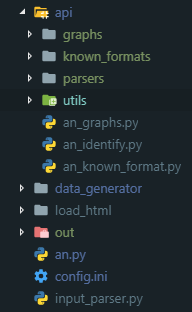 api
graphs
known_formats
parsers
utils
an_graphs.py
an_identify.py
an_known_format.py
data_generator
load_html
out
an.py
config.ini
input_parser.py